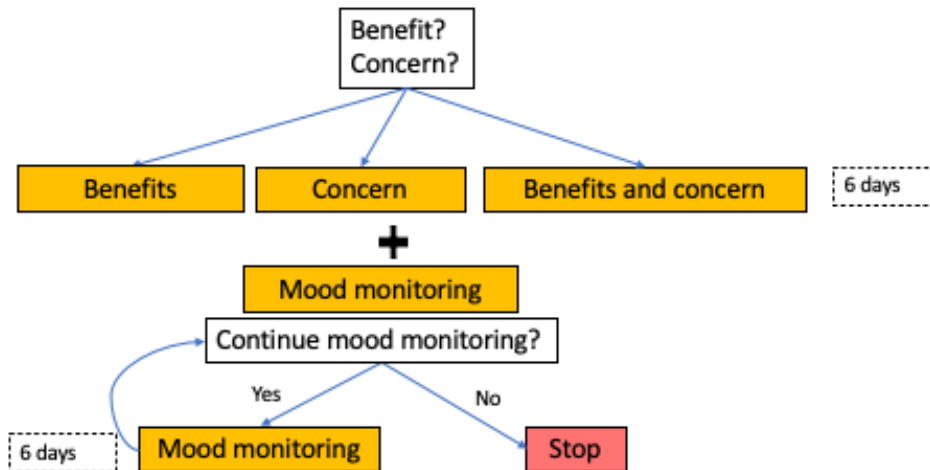 Benefit?
Concern?
Benefits
Concern
Benefits and concern
6 days
+
Mood monitoring
Continue mood monitoring?
Yes
No
6 days
Mood monitoring
Stop